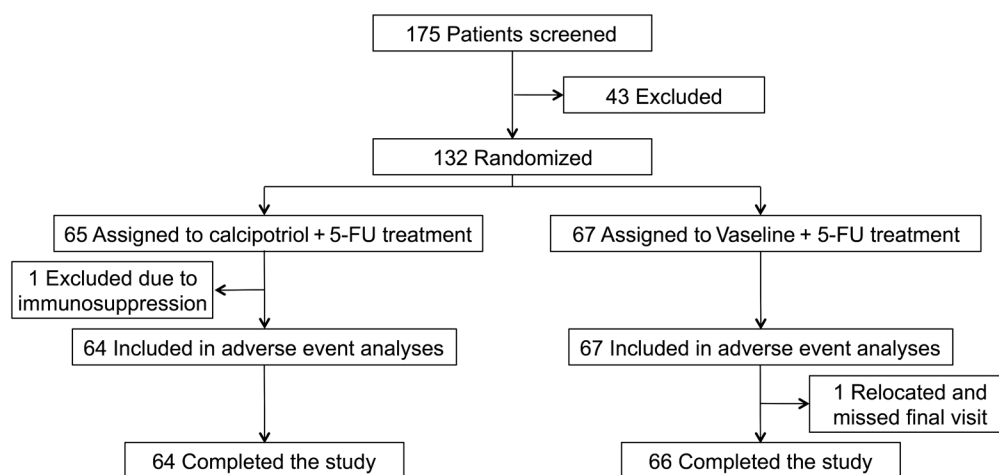 175 Patients screened
43 Excluded
132 Randomized
65 Assigned to calcipotriol + 5-FU treatment
67 Assigned to Vaseline + 5-FU treatment
1 Excluded due to
immunosuppression
64 Included in adverse event analyses
67 Included in adverse event analyses
1 Relocated and
missed final visit
64 Completed the study
66 Completed the study